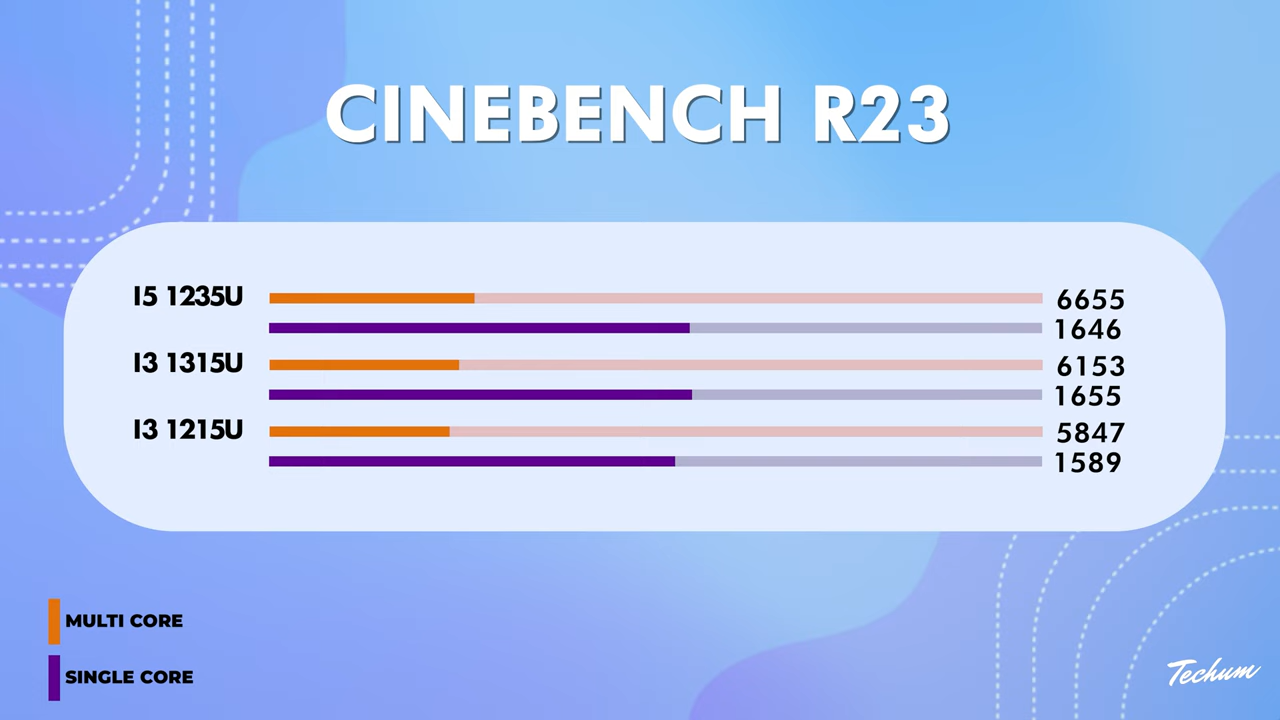 CINEBENCH R23
I5 1235U 6655
1646
I3 1315U 6153
1655
I3 1215U 5847
1589
MULTI CORE
SINGLE CORE
Techum